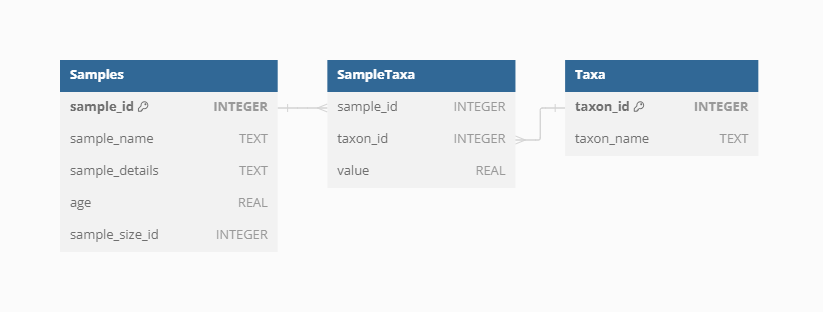 Samples
sample_id INTEGER
sample_name TEXT
sample_details TEXT
age REAL
sample_size_id INTEGER
SampleTaxa
sample_id INTEGER
taxon_id INTEGER
value REAL
Taxa
taxon_id INTEGER
taxon_name TEXT